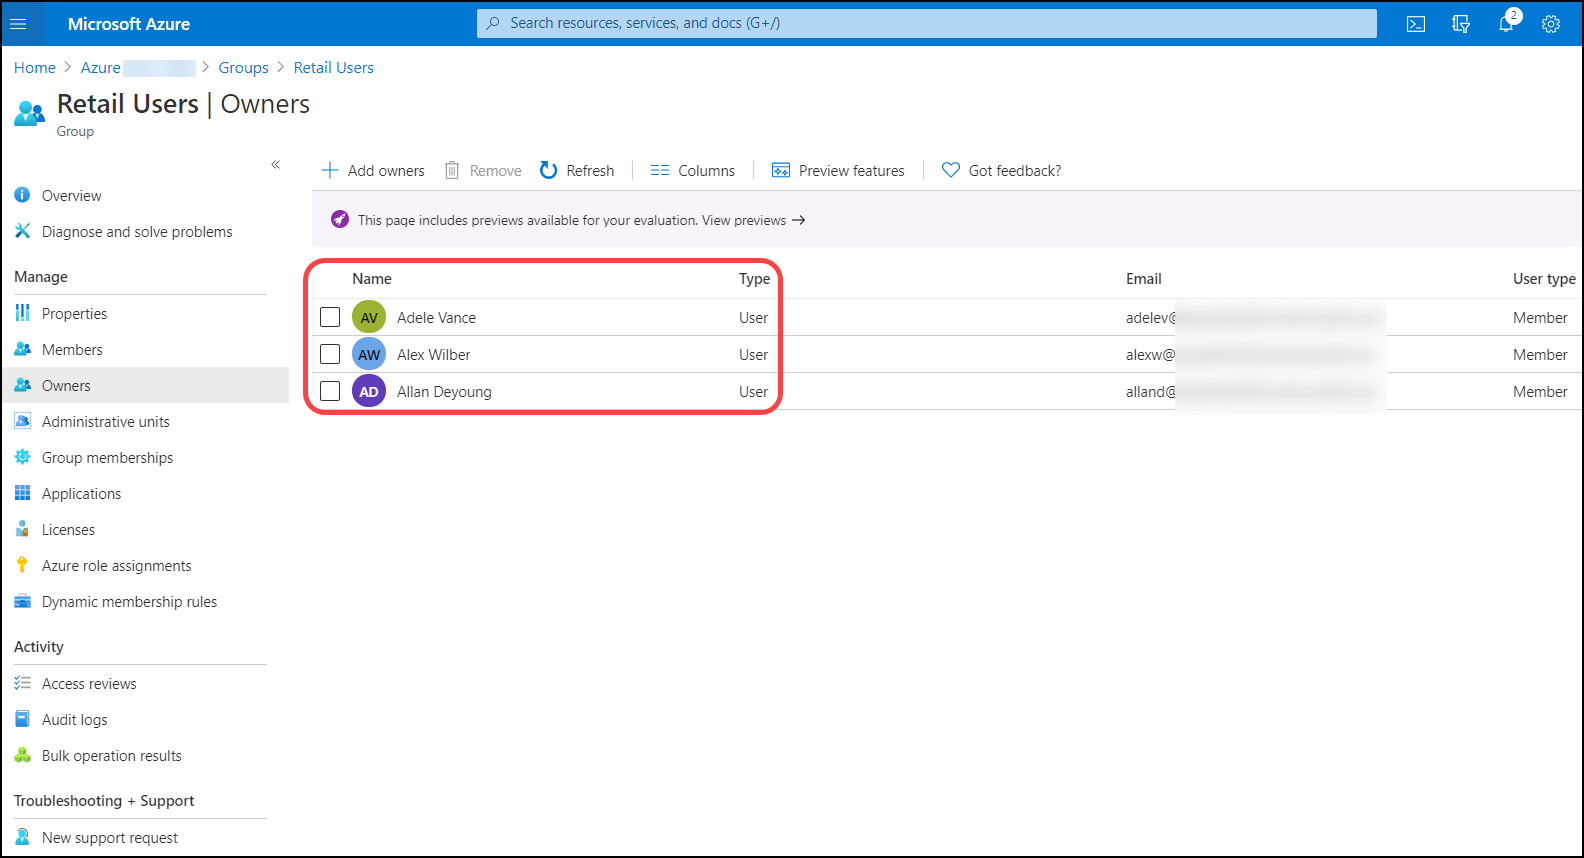 Microsoft Azure
Search resources, services, and docs (G+/)
2
Home > Azure > Groups > Retail Users
Retail Users | Owners
Group
«
Add owners Remove Refresh Columns Preview features Got feedback?
This page includes previews available for your evaluation. View previews →
Overview
Diagnose and solve problems
Manage
Properties
Members
Owners
Administrative units
Group memberships
Applications
Licenses
Azure role assignments
Dynamic membership rules
Activity
Access reviews
Audit logs
Bulk operation results
Troubleshooting + Support
New support request
Name Type Email User type
AV Adele Vance User adelev@ Member
AW Alex Wilber User alexw@ Member
AD Allan Deyoung User alland@ Member